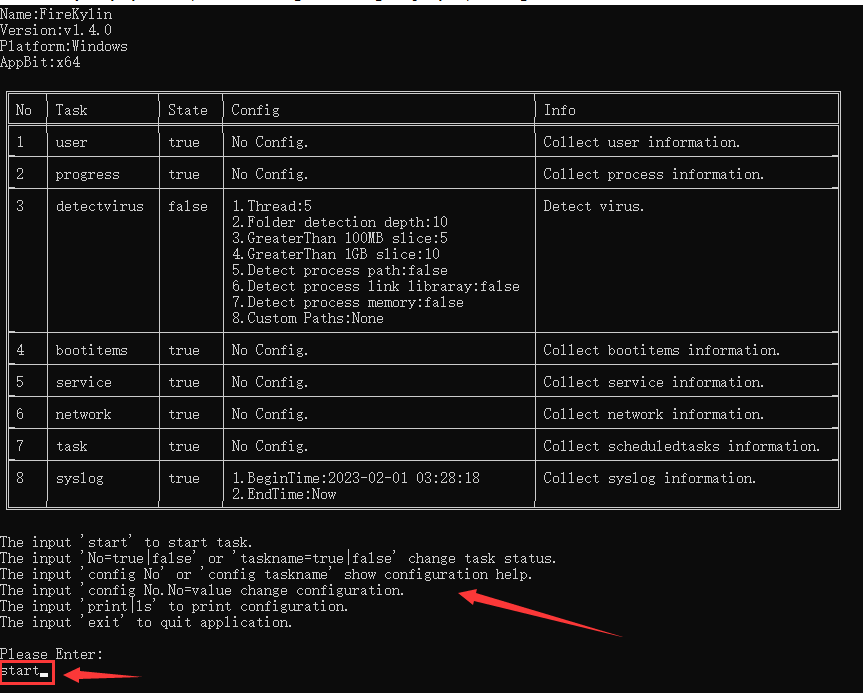 Name:FireKylin
Version:v1.4.0
Platform:Windows
AppBit:x64
No Task State Config Info
1 user true No Config. Collect user information.
2 progress true No Config. Collect process information.
3 detectvirus false 1.Thread:5 Detect virus.
2.Folder detection depth:10
3.GreaterThan 100MB slice:5
4.GreaterThan 1GB slice:10
5.Detect process path:false
6.Detect process link libraray:false
7.Detect process memory:false
8.Custom Paths:None
4 bootitems true No Config. Collect bootitems information.
5 service true No Config. Collect service information.
6 network true No Config. Collect network information.
7 task true No Config. Collect scheduledtasks information.
8 syslog true 1.BeginTime:2023-02-01 03:28:18 Collect syslog information.
2.EndTime:Now
The input 'start' to start task.
The input 'No=true|false' or 'taskname=true|false' change task status.
The input 'config No' or 'config taskname' show configuration help.
The input 'config No.No=value change configuration.
The input 'print|ls' to print configuration.
The input 'exit' to quit application.
Please Enter:
start